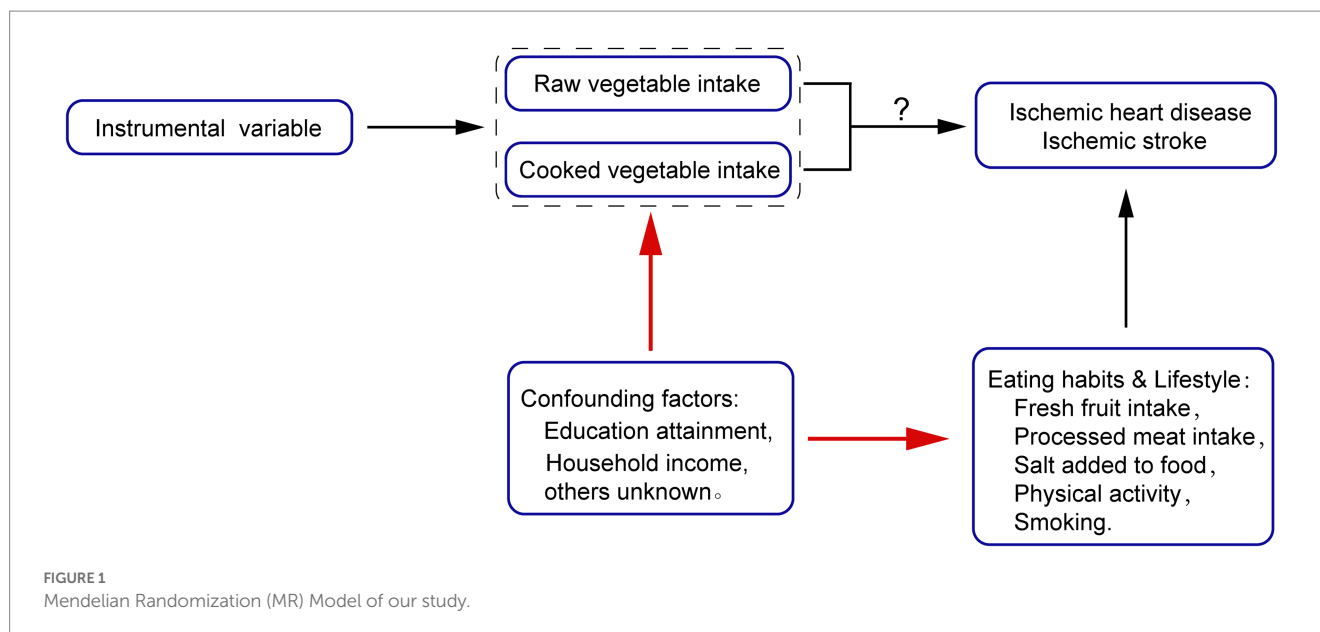 Instrumental variable
Raw vegetable intake
Cooked vegetable intake
?
Ischemic heart disease
Ischemic stroke
Confounding factors:
Education attainment,
Household income,
others unknown。
Eating habits & Lifestyle：
Fresh fruit intake，
Processed meat intake，
Salt added to food，
Physical activity，
Smoking.
FIGURE 1
Mendelian Randomization (MR) Model of our study.